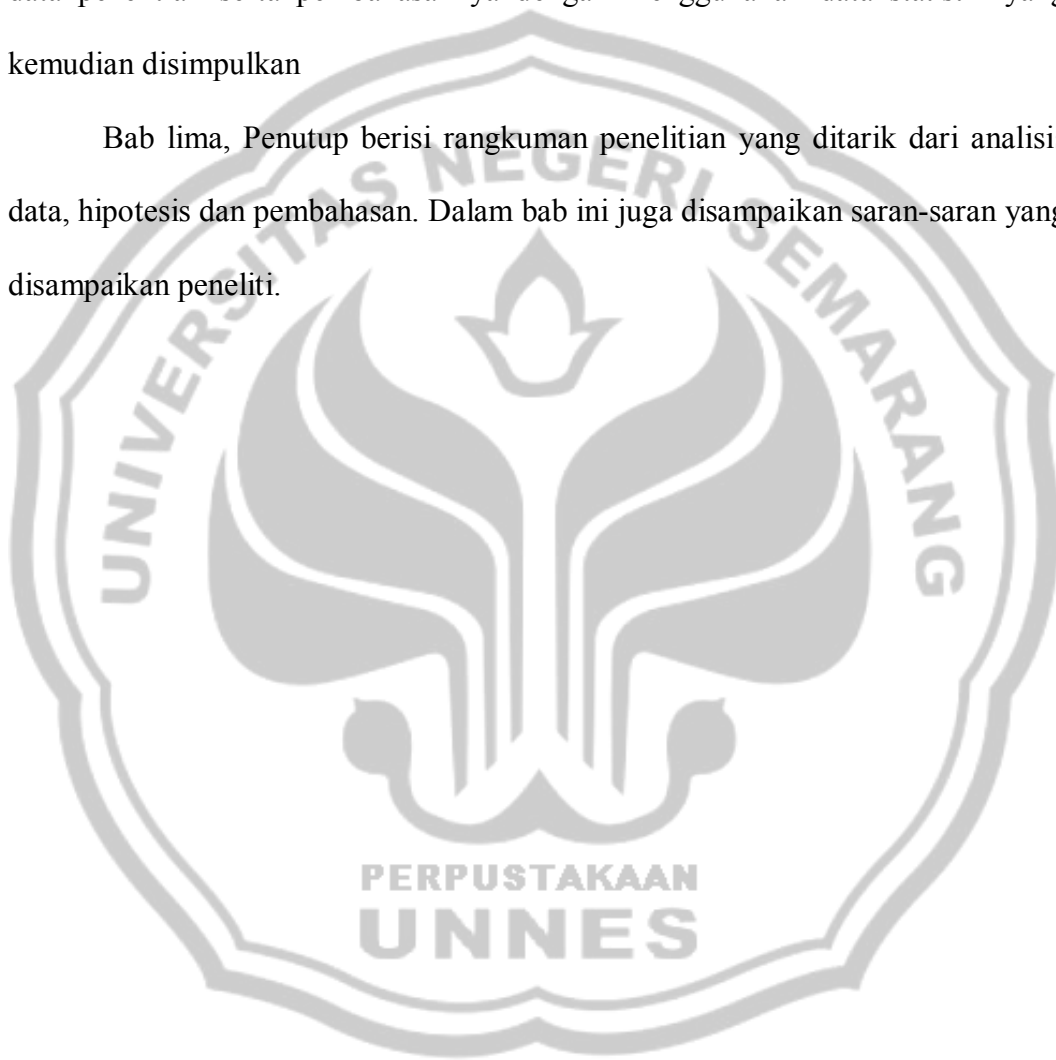 kemudian disimpulkan
Bab lima, Penutup berisi rangkuman penelitian yang ditarik dari
data, hipotesis dan pembahasan. Dalam bab ini juga disampaikan saran-saran yang
disampaikan peneliti.
UNIVERSITAS NEGERI SEMARANG
PERPUSTAKAAN
UNNES